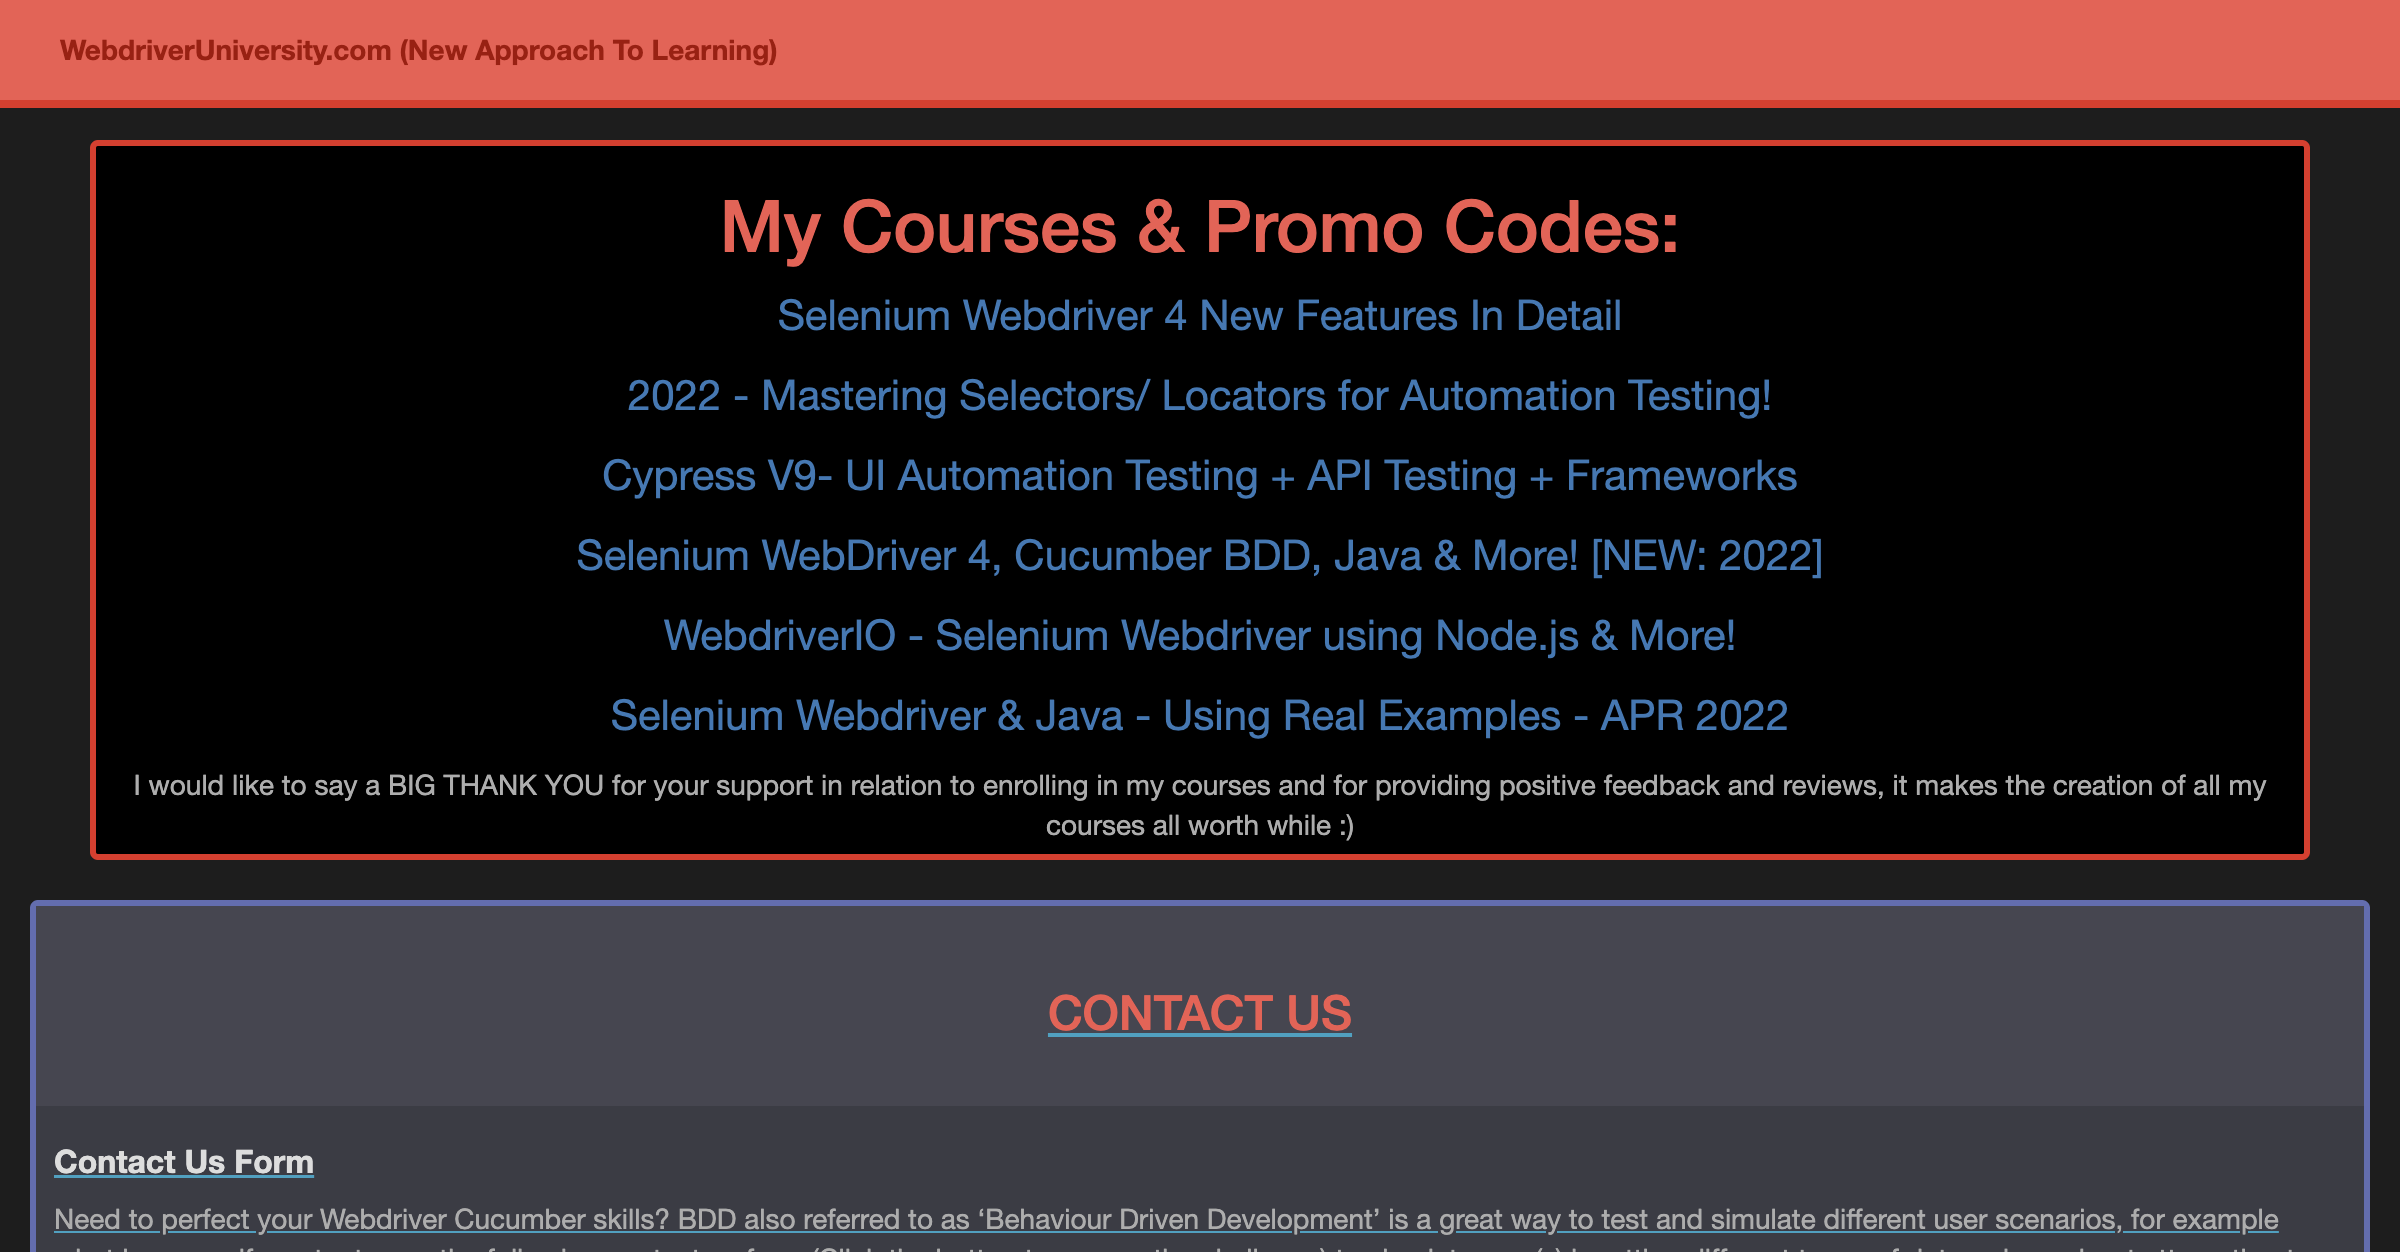 WebdriverUniversity.com (New Approach To Learning)
My Courses & Promo Codes:
Selenium Webdriver 4 New Features In Detail
2022 - Mastering Selectors/ Locators for Automation Testing!
Cypress V9- UI Automation Testing + API Testing + Frameworks
Selenium WebDriver 4, Cucumber BDD, Java & More! [NEW: 2022]
WebdriverIO - Selenium Webdriver using Node.js & More!
Selenium Webdriver & Java - Using Real Examples - APR 2022
I would like to say a BIG THANK YOU for your support in relation to enrolling in my courses and for providing positive feedback and reviews, it makes the creation of all my
courses all worth while :)
CONTACT US
Contact Us Form
Need to perfect your Webdriver Cucumber skills? BDD also referred to as ‘Behaviour Driven Development’ is a great way to test and simulate different user scenarios, for example